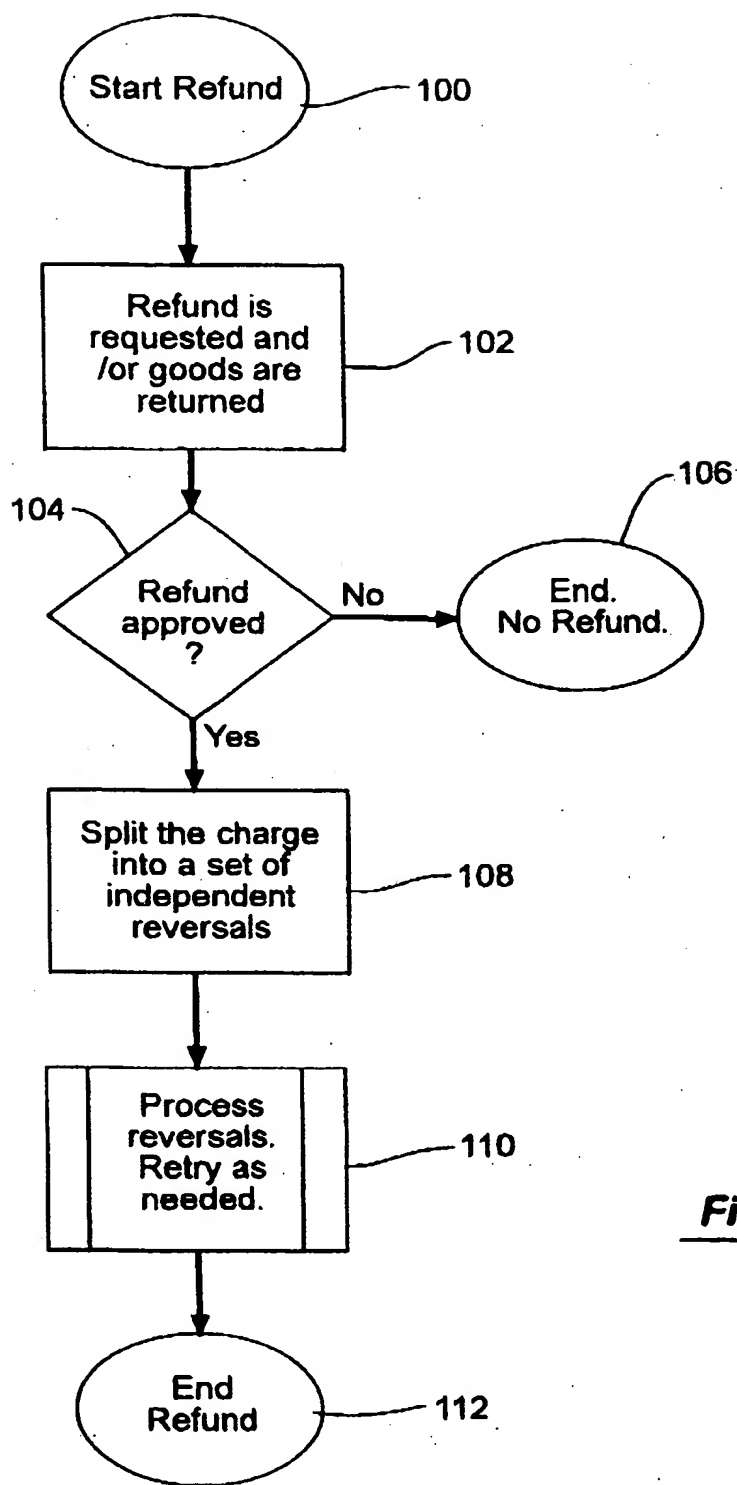 Start Refund
100
Refund is
requested and
/or goods are
returned
102
104
Refund
approved
?
No
106
End.
No Refund.
Yes
Split the charge
into a set of
independent
reversals
108
Process
reversals.
Retry as
needed.
110
Fi
End
Refund
112